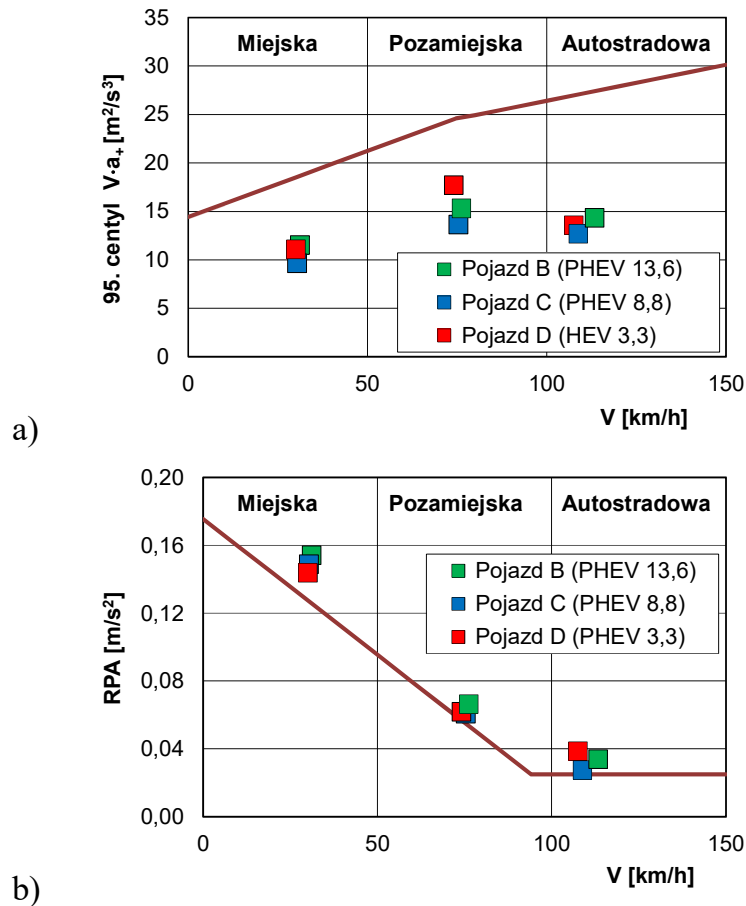 Miejska Pozamiejska Autostradowa
95. centyl V·a+ [m²/s³]
35
30
25
20
15
10
5
0
Pojazd B (PHEV 13,6)
Pojazd C (PHEV 8,8)
Pojazd D (HEV 3,3)
0 50 100 150
V [km/h]
a)
Miejska Pozamiejska Autostradowa
RPA [m/s²]
0,20
0,16
0,12
0,08
0,04
0,00
Pojazd B (PHEV 13,6)
Pojazd C (PHEV 8,8)
Pojazd D (PHEV 3,3)
0 50 100 150
V [km/h]
b)